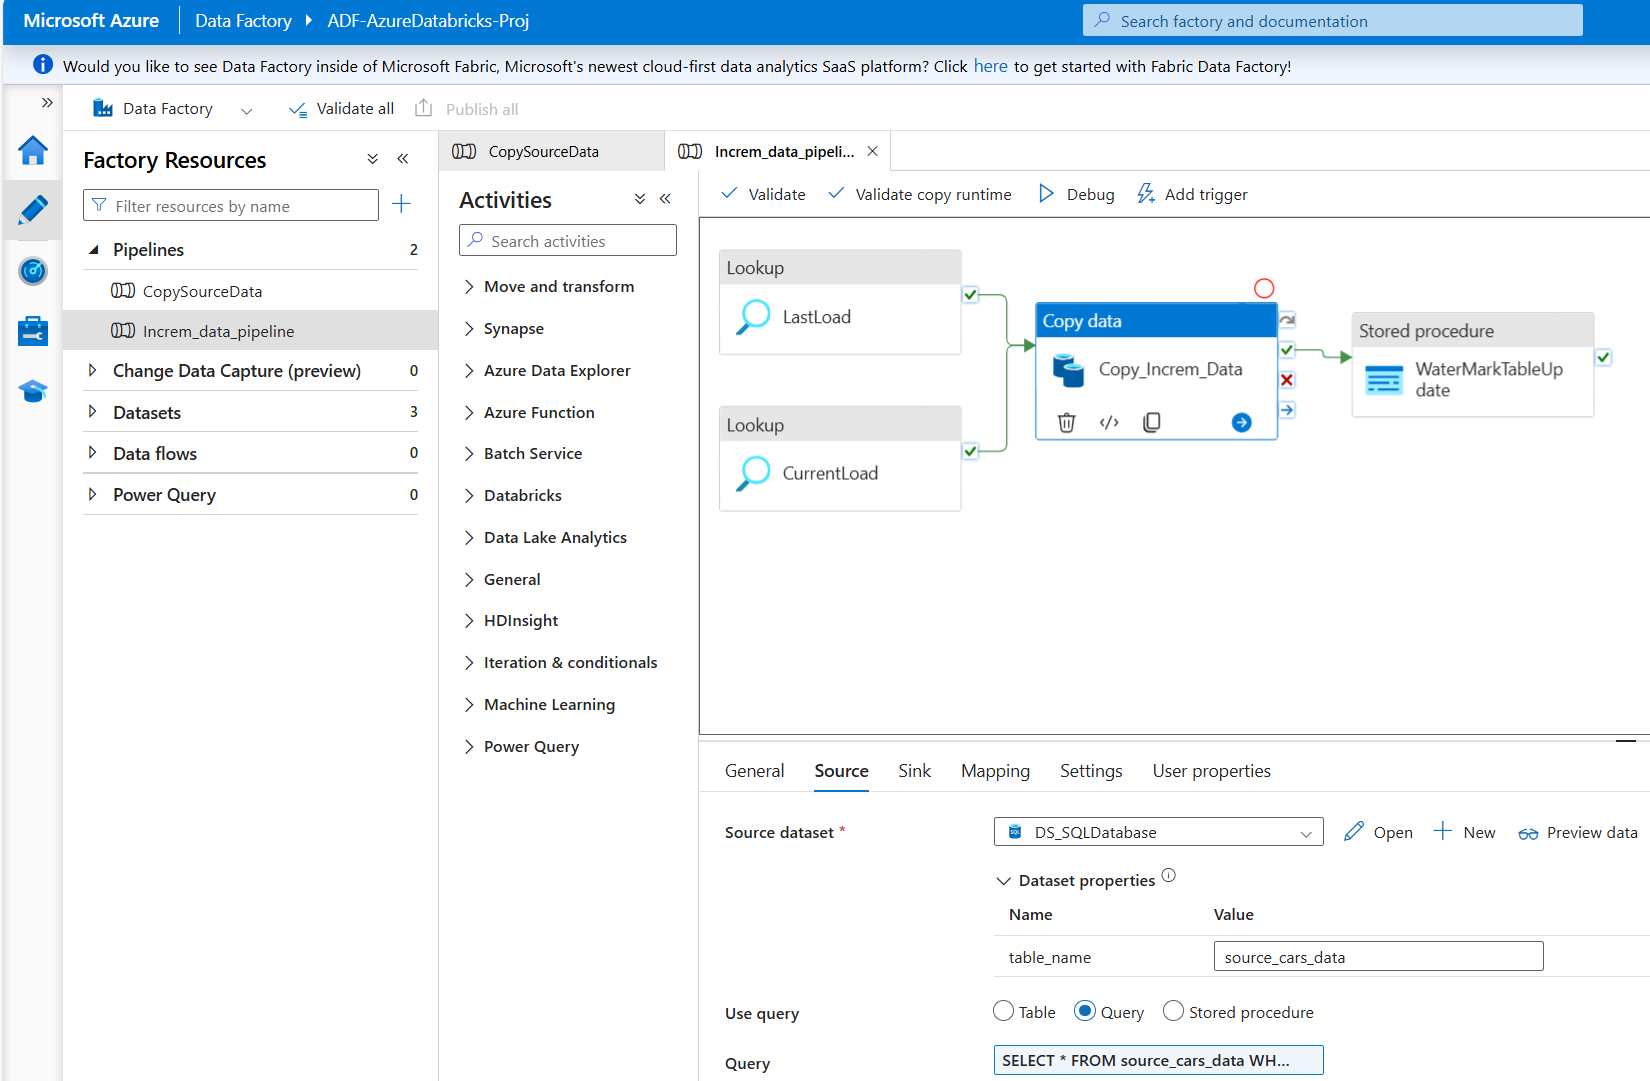 Microsoft Azure
Data Factory
ADF-AzureDatabricks-Proj
Search factory and documentation
Would you like to see Data Factory inside of Microsoft Fabric, Microsoft's newest cloud-first data analytics SaaS platform? Click here to get started with Fabric Data Factory!
Data Factory
Validate all
Publish all
Factory Resources
Filter resources by name
Pipelines 2
CopySourceData
Increm_data_pipeline
Change Data Capture (preview) 0
Datasets 3
Data flows 0
Power Query 0
CopySourceData
Increm_data_pipeli...
Activities
Search activities
Move and transform
Synapse
Azure Data Explorer
Azure Function
Batch Service
Databricks
Data Lake Analytics
General
HDInsight
Iteration & conditionals
Machine Learning
Power Query
Validate
Validate copy runtime
Debug
Add trigger
Lookup
LastLoad
Lookup
CurrentLoad
Copy data
Copy_Increm_Data
Stored procedure
WaterMarkTableUp
date
General
Source
Sink
Mapping
Settings
User properties
Source dataset *
DS_SQLDatabase
Open
New
Preview data
Dataset properties
Name Value
table_name source_cars_data
Use query
Table
Query
Stored procedure
Query
SELECT * FROM source_cars_data WH...